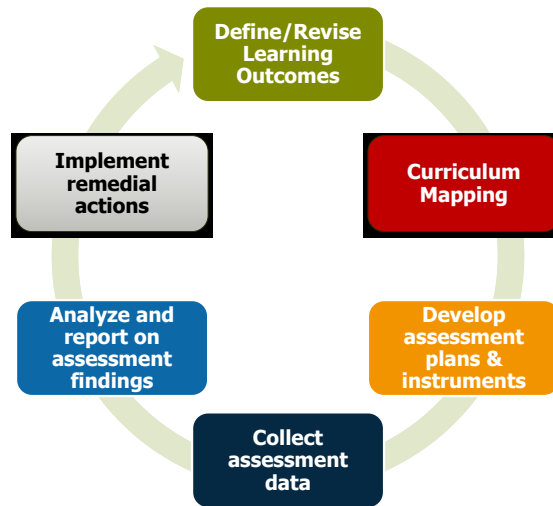 Define/Revise
Learning
Outcomes
Curriculum
Mapping
Develop
assessment
plans &
instruments
Collect
assessment
data
Analyze and
report on
assessment
findings
Implement
remedial
actions